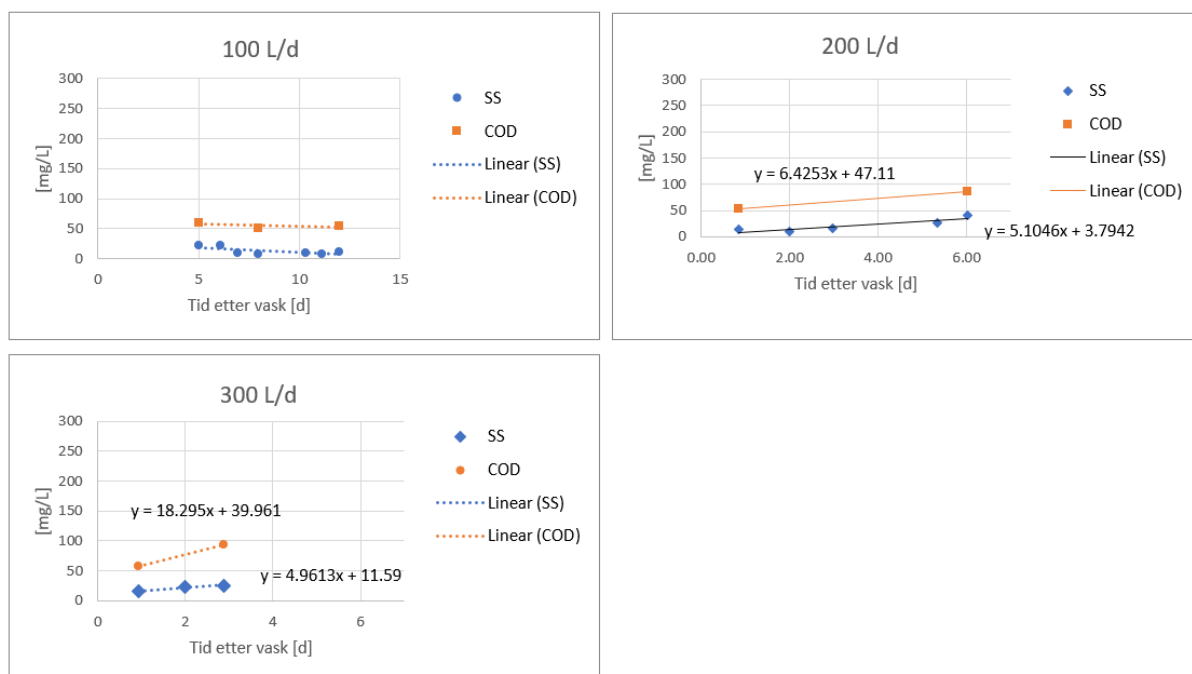 100 L/d
300
250
200
150
100
50
0
[mg/L]
0
5
10
15
Tid etter vask [d]
SS
COD
Linear (SS)
Linear (COD)
200 L/d
300
250
200
150
100
50
0
[mg/L]
y = 6.4253x + 47.11
y = 5.1046x + 3.7942
0.00
2.00
4.00
6.00
Tid etter vask [d]
SS
COD
Linear (SS)
Linear (COD)
300 L/d
300
250
200
150
100
50
0
[mg/L]
y = 18.295x + 39.961
y = 4.9613x + 11.59
0
2
4
6
Tid etter vask [d]
SS
COD
Linear (SS)
Linear (COD)